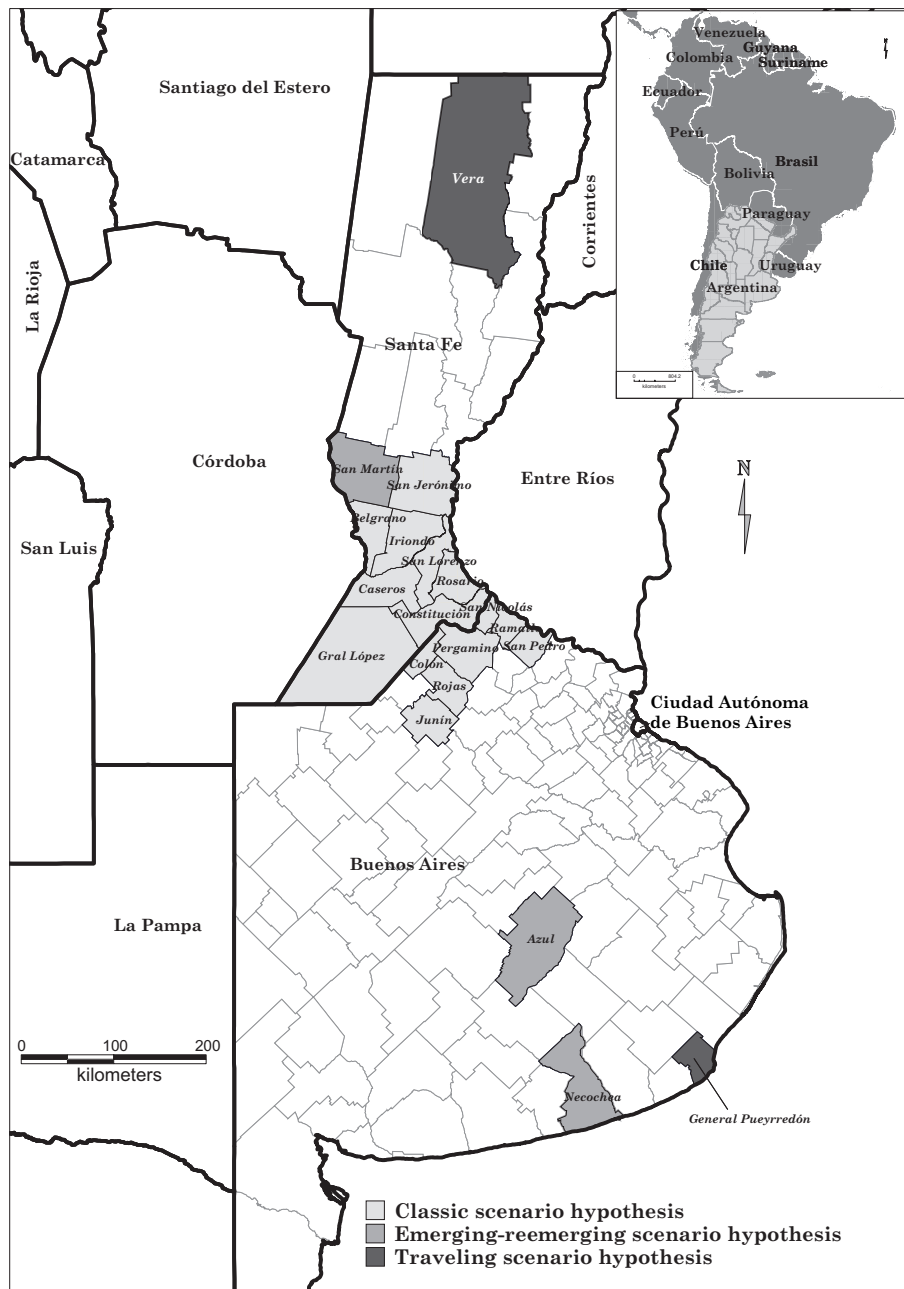 Santiago del Estero
Catamarca
La Rioja
Vera
Corrientes
Santa Fe
Córdoba
San Luis
Entre Ríos
San Martín
San Jerónimo
Belgrano
Iriondo
San Lorenzo
Rosario
Caseros
Constitución
San Nicolás
Ramallo
San Pedro
Pergamino
Gral López
Colón
Rojas
Junín
Ciudad Autónoma
de Buenos Aires
Buenos Aires
La Pampa
Azul
Necochea
General Pueyrredón
0 100 200
kilometers
N
Venezuela
Guyana
Suriname
Colombia
Ecuador
Perú
Brasil
Bolivia
Paraguay
Chile
Uruguay
Argentina
N
0 804.2
kilometers
Classic scenario hypothesis
Emerging-reemerging scenario hypothesis
Traveling scenario hypothesis